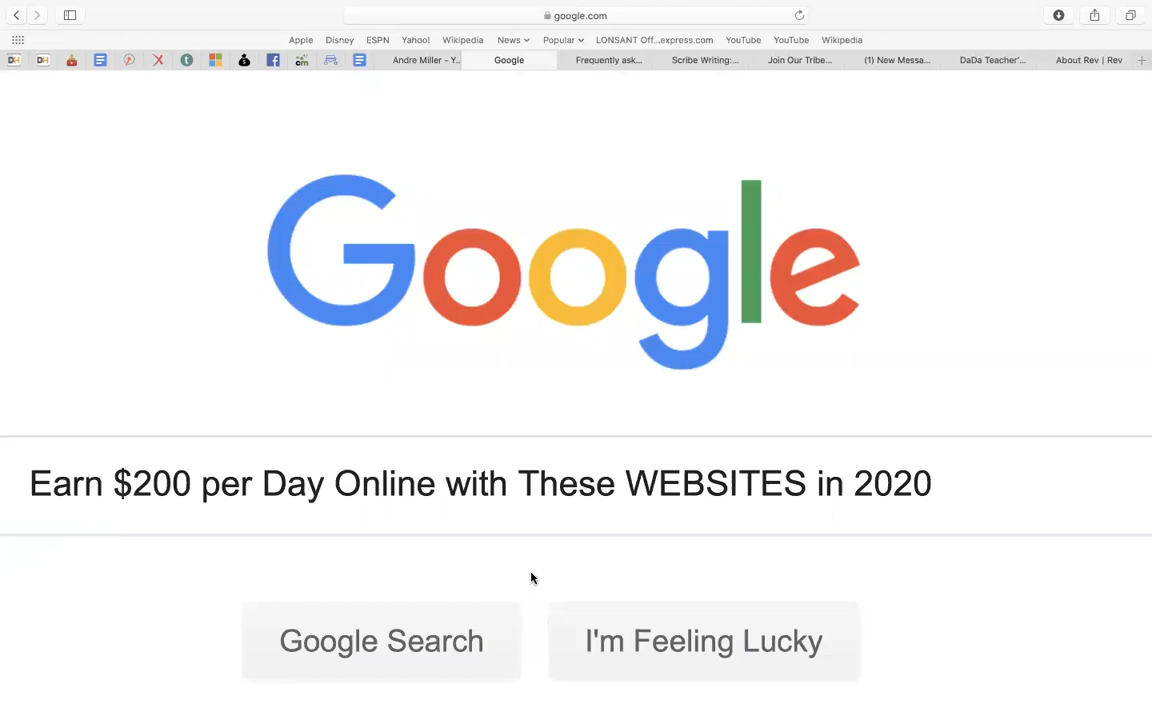 google.com
Apple Disney ESPN Yahoo! Wikipedia News Popular LONSANT Off...express.com YouTube YouTube Wikipedia
DH DH Andre Miller - Y... Google Frequently ask... Scribe Writing:... Join Our Tribe... (1) New Messa... DaDa Teacher'... About Rev | Rev
Google
Earn $200 per Day Online with These WEBSITES in 2020
Google Search I'm Feeling Lucky